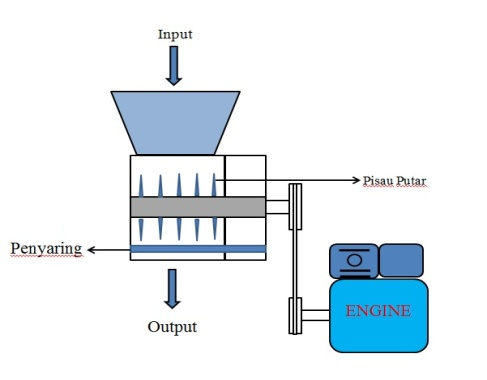 Input
Pisau Putar
Penyaring
ENGINE
Output